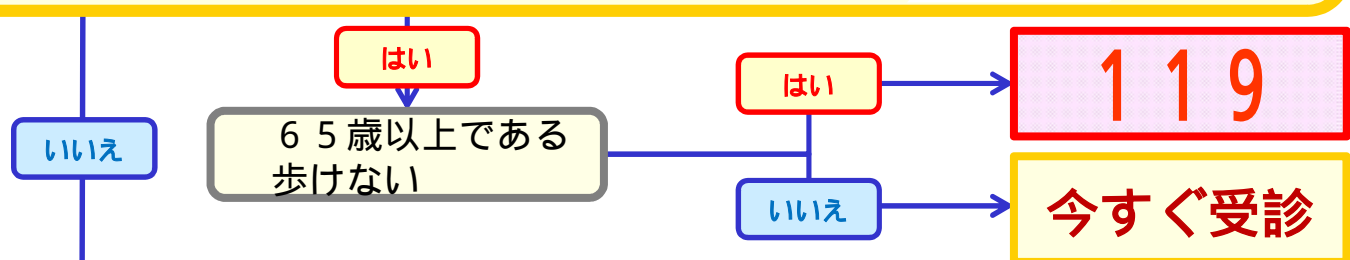 はい
いいえ
６５歳以上である
歩けない
はい
いいえ
１１９
今すぐ受診